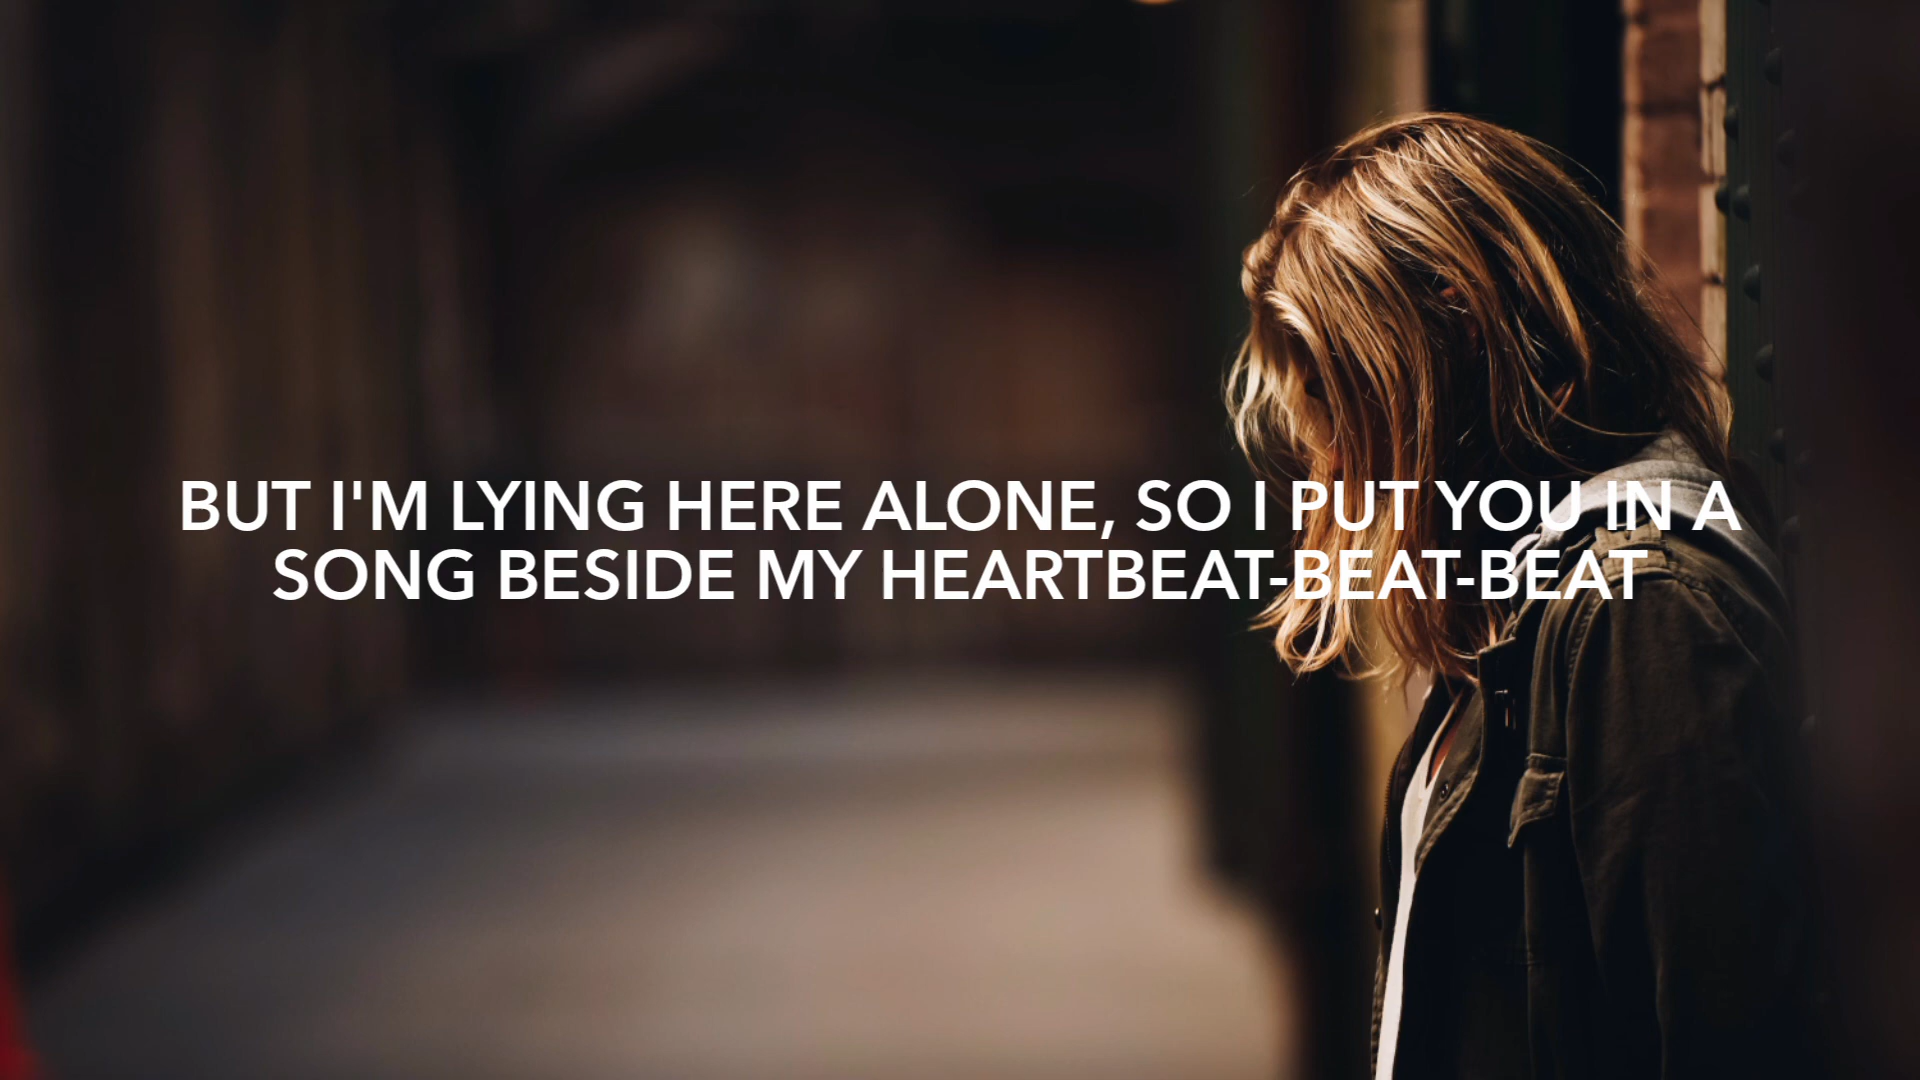 BUT I'M LYING HERE ALONE, SO I PUT YOU IN A
SONG BESIDE MY HEARTBEAT-BEAT-BEAT